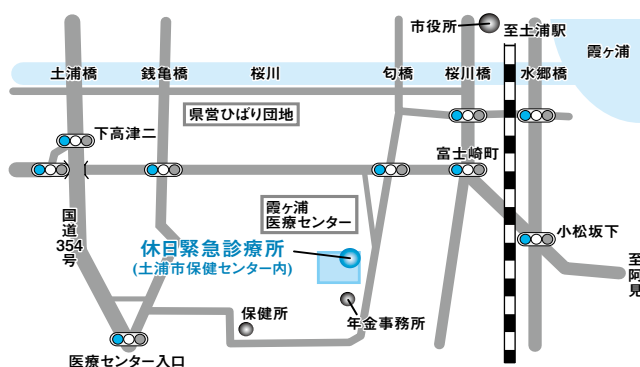 市役所
至土浦駅
霞ヶ浦
土浦橋
銭亀橋
桜川
匂橋
桜川橋
水郷橋
県営ひばり団地
下高津二
富士崎町
国道354号
霞ヶ浦
医療センター
小松坂下
休日緊急診療所
(土浦市保健センター内)
至阿見
保健所
年金事務所
医療センター入口